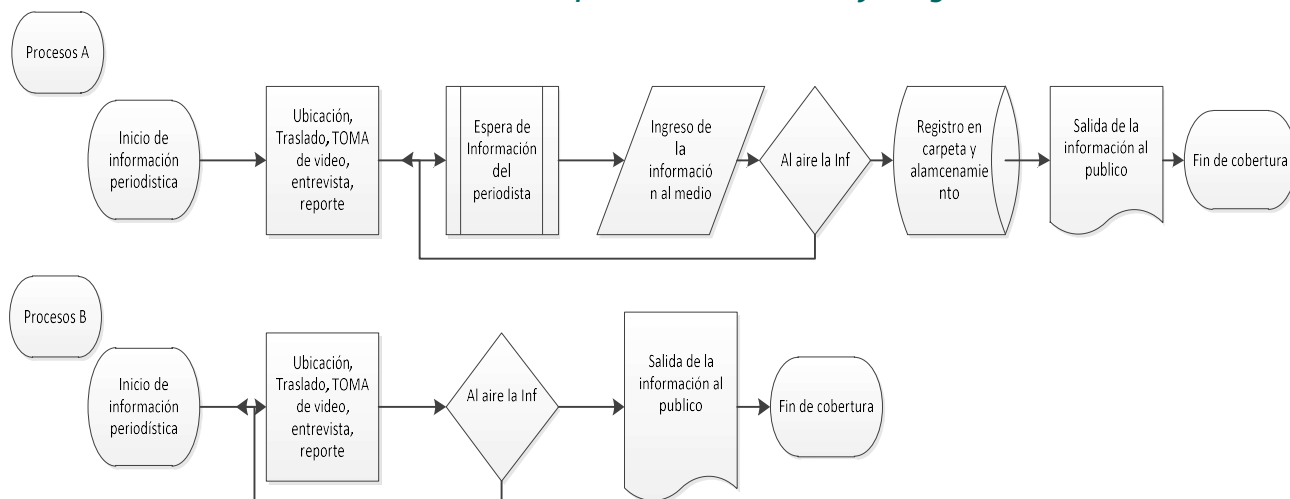 Procesos A
Inicio de
información
periodistica
Ubicación,
Traslado, TOMA
de video,
entrevista,
reporte
Espera de
Información
del
periodista
Ingreso de
la
informació
n al medio
Al aire la Inf
Registro en
carpeta y
alamcenamie
nto
Salida de la
información al
publico
Fin de cobertura
Procesos B
Inicio de
información
periodística
Ubicación,
Traslado, TOMA
de video,
entrevista,
reporte
Al aire la Inf
Salida de la
información al
publico
Fin de cobertura